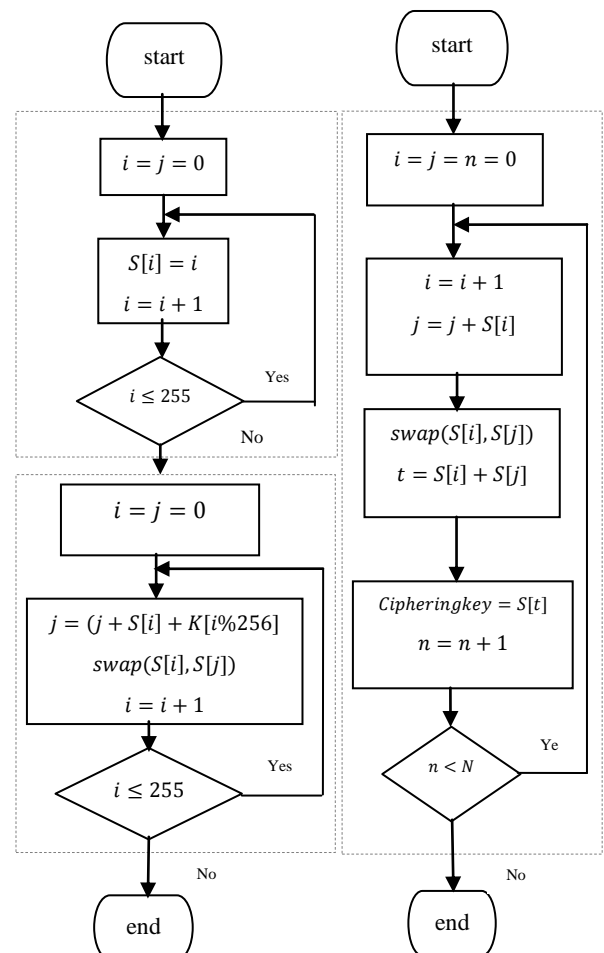 start
i = j = 0
S[i] = i
i = i + 1
i ≤ 255
Yes
No
i = j = 0
j = (j + S[i] + K[i%256]
swap(S[i], S[j])
i = i + 1
i ≤ 255
Yes
No
end
start
i = j = n = 0
i = i + 1
j = j + S[i]
swap(S[i], S[j])
t = S[i] + S[j]
Cipheringkey = S[t]
n = n + 1
n < N
Ye
No
end